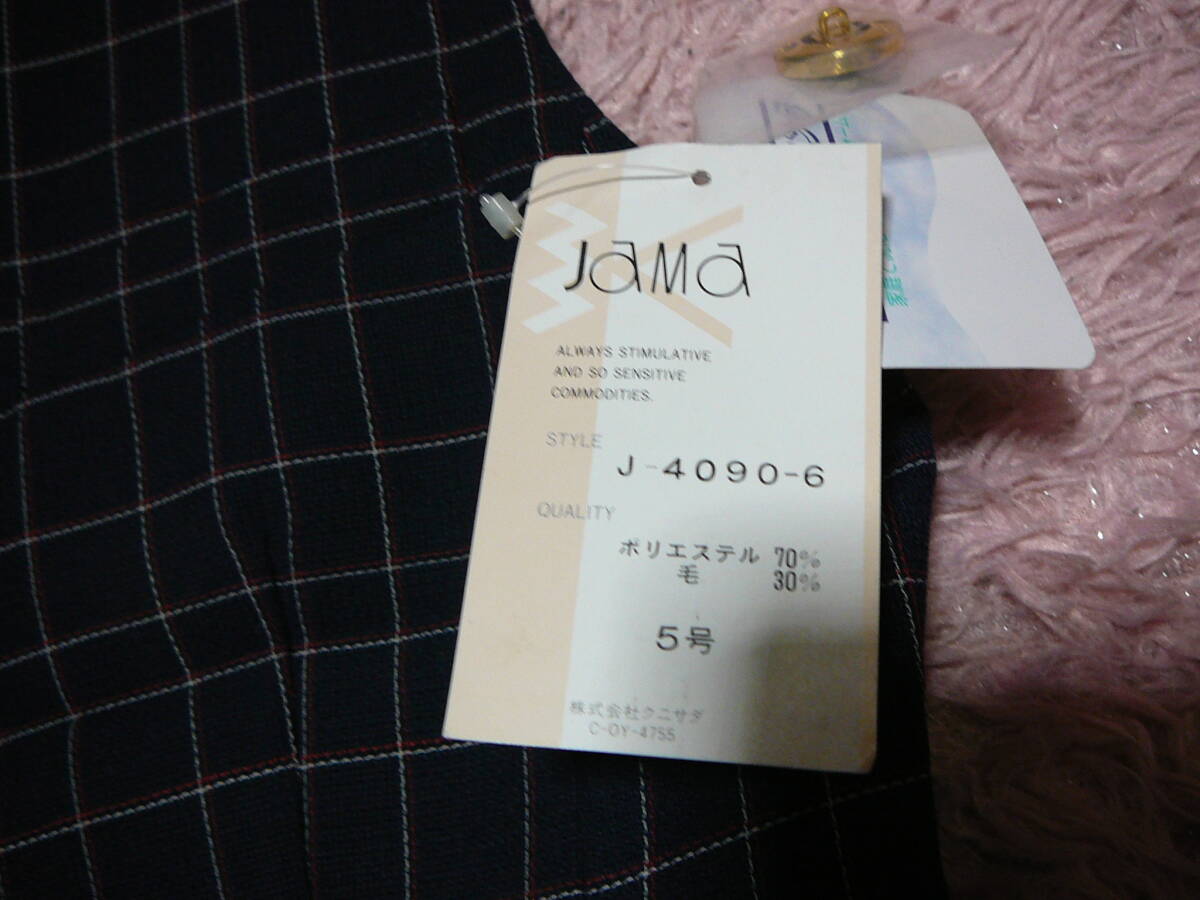 JaMa
ALWAYS STIMULATIVE
AND SO SENSITIVE
COMMODITIES.
STYLE
J-4090-6
QUALITY
ポリエステル 70%
毛 30%
5号
株式会社クニサダ
C-OY-4755